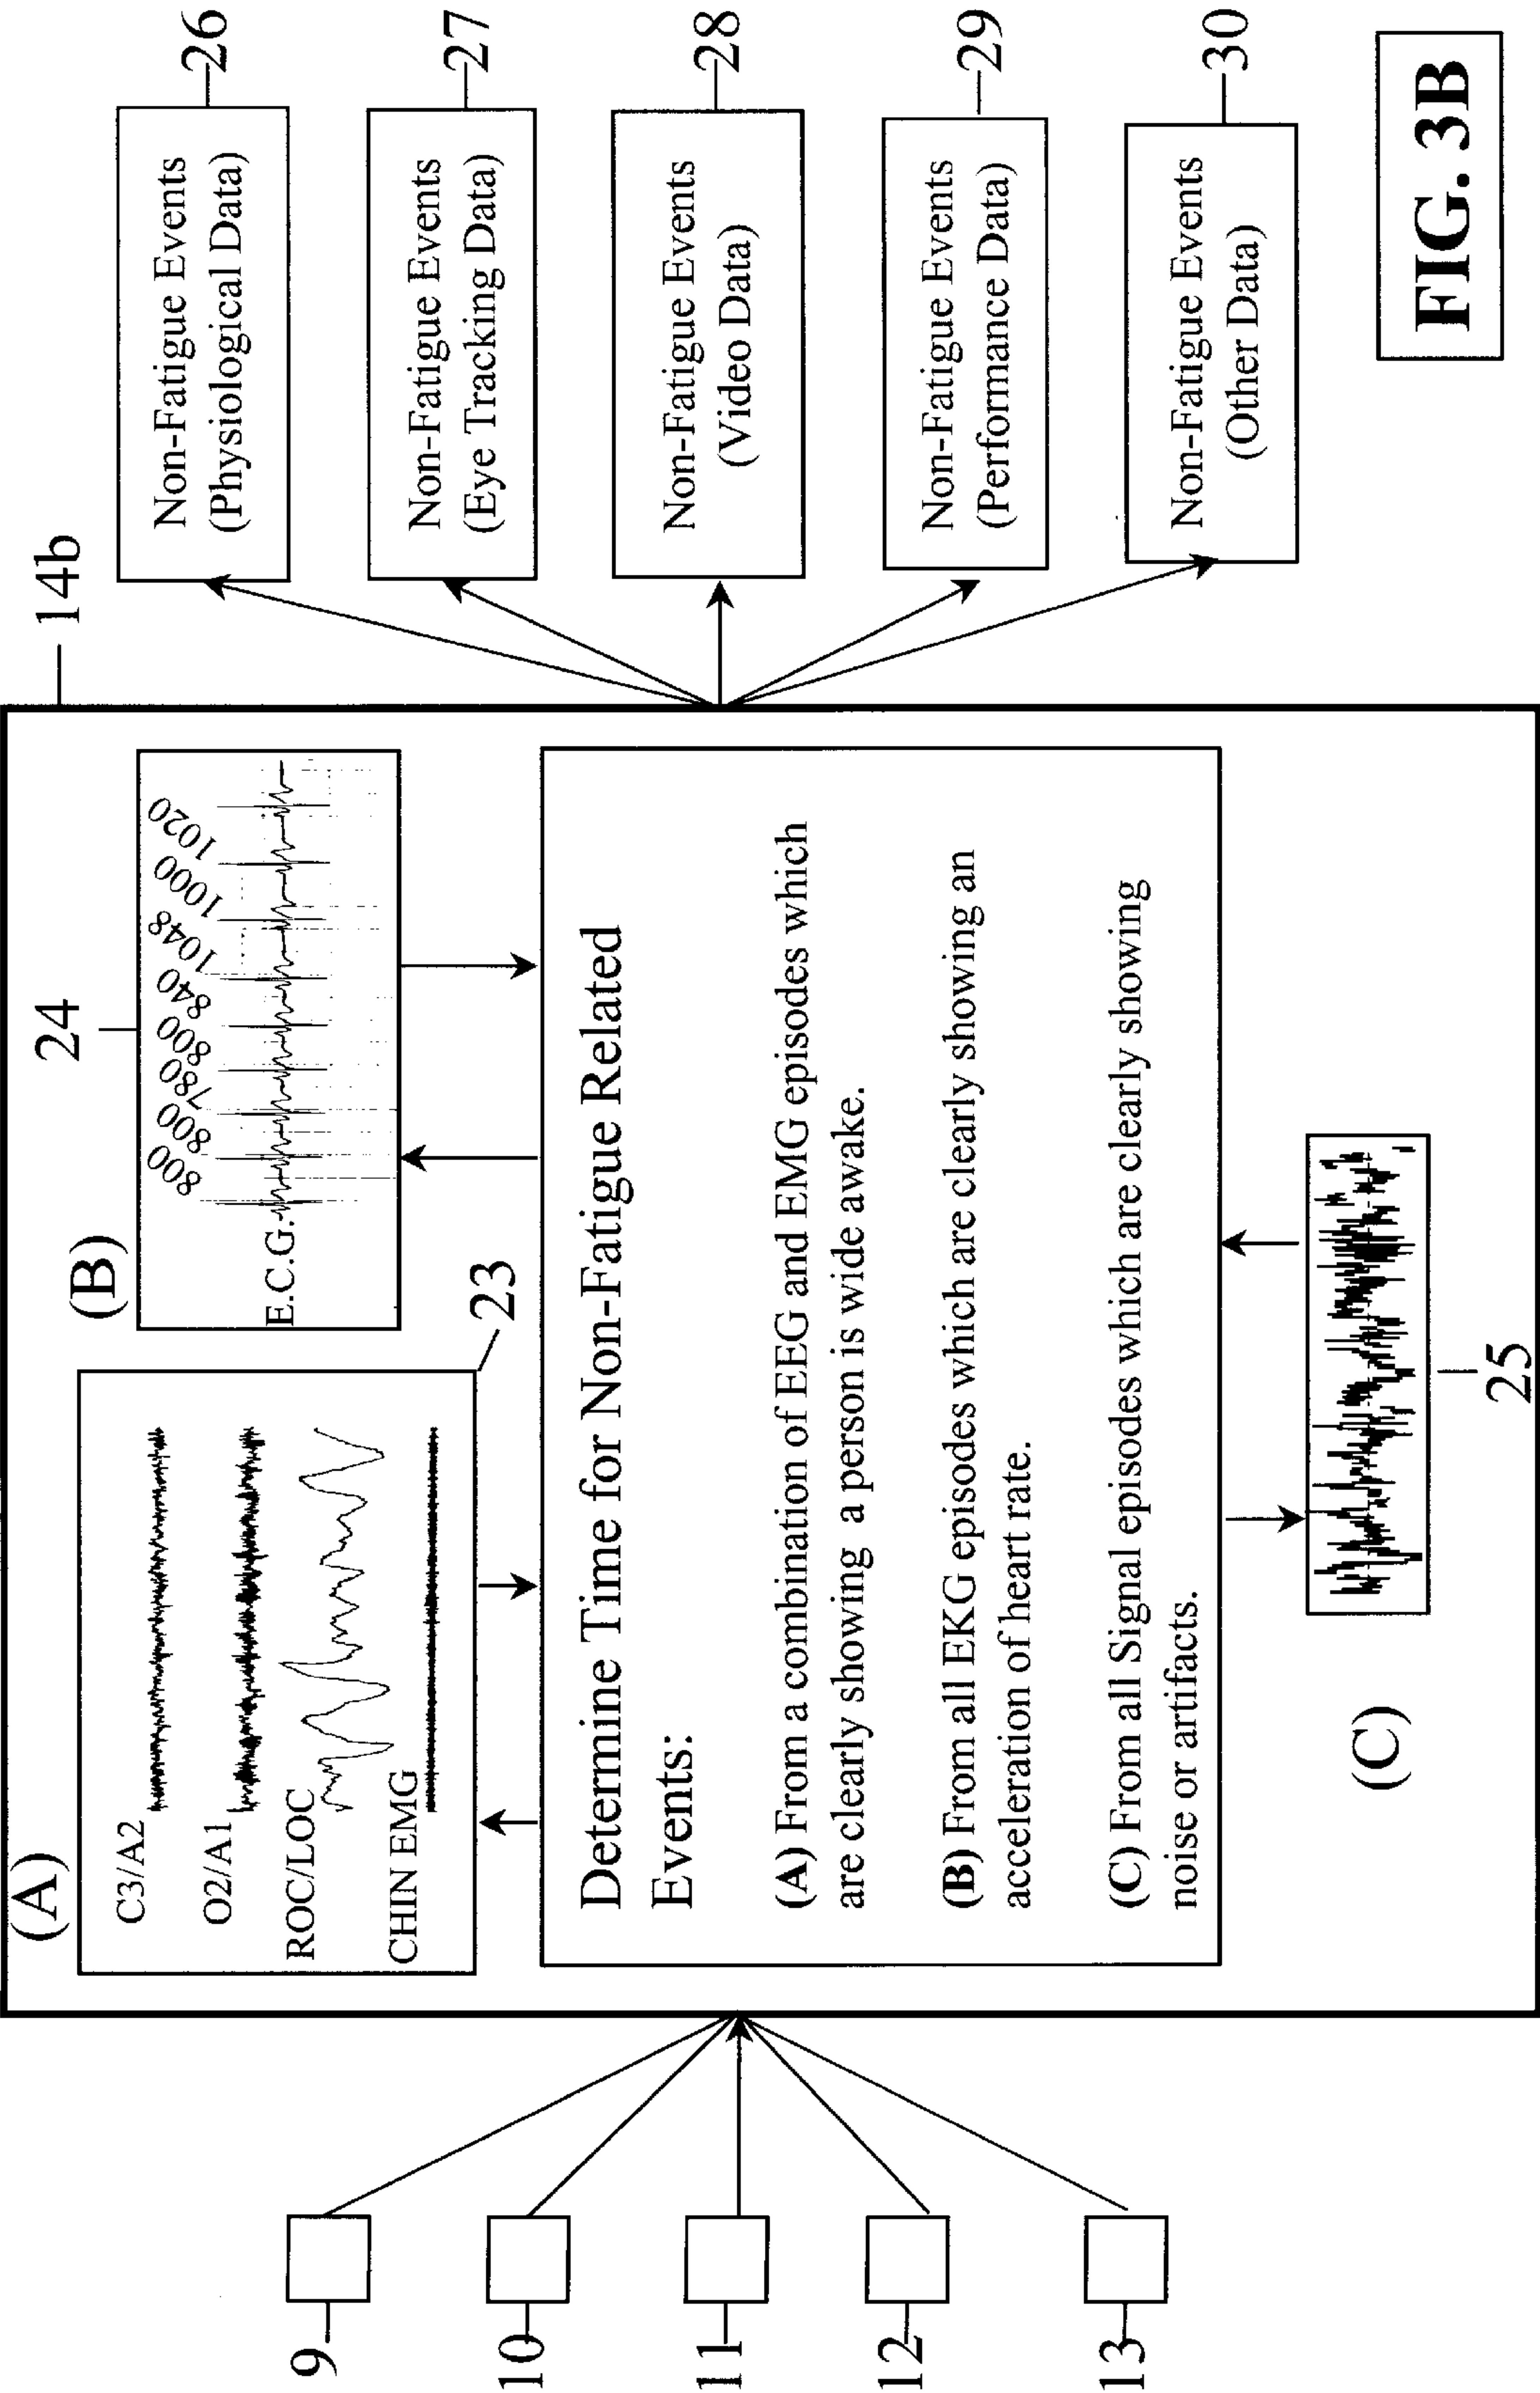 14b
(A)
C3/A2
O2/A1
ROC/LOC
CHIN EMG
23
(B)
24
800
800
780
800
840
1048
1000
1020
E.C.G.
Determine Time for Non-Fatigue Related
Events:
(A) From a combination of EEG and EMG episodes which
are clearly showing a person is wide awake.
(B) From all EKG episodes which are clearly showing an
acceleration of heart rate.
(C) From all Signal episodes which are clearly showing
noise or artifacts.
(C)
25
9
10
11
12
13
Non-Fatigue Events
(Physiological Data)
26
Non-Fatigue Events
(Eye Tracking Data)
27
Non-Fatigue Events
(Video Data)
28
Non-Fatigue Events
(Performance Data)
29
Non-Fatigue Events
(Other Data)
30
FIG. 3B